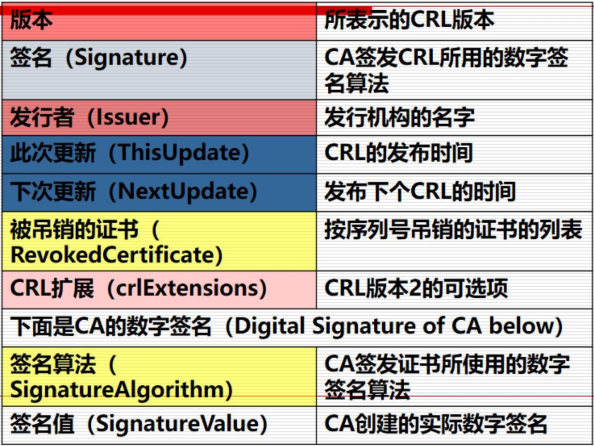 版本
所表示的CRL版本
签名（Signature）
CA签发CRL所用的数字签
名算法
发行者（Issuer）
发行机构的名字
此次更新（ThisUpdate）
CRL的发布时间
下次更新（NextUpdate）
发布下个CRL的时间
被吊销的证书（
RevokedCertificate）
按序列号吊销的证书的列表
CRL扩展（crlExtensions）
CRL版本2的可选项
下面是CA的数字签名（Digital Signature of CA below）
签名算法（
SignatureAlgorithm）
CA签发证书所使用的数字
签名算法
签名值（SignatureValue）
CA创建的实际数字签名